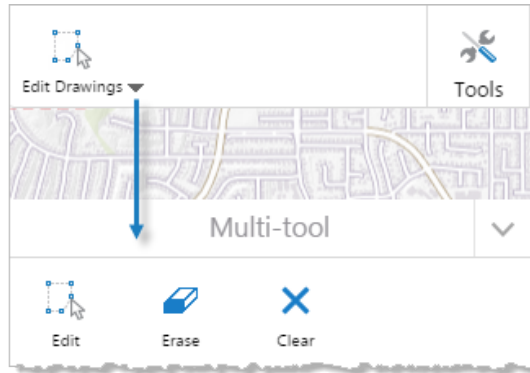 Edit Drawings
Tools
Multi-tool
Edit
Erase
Clear